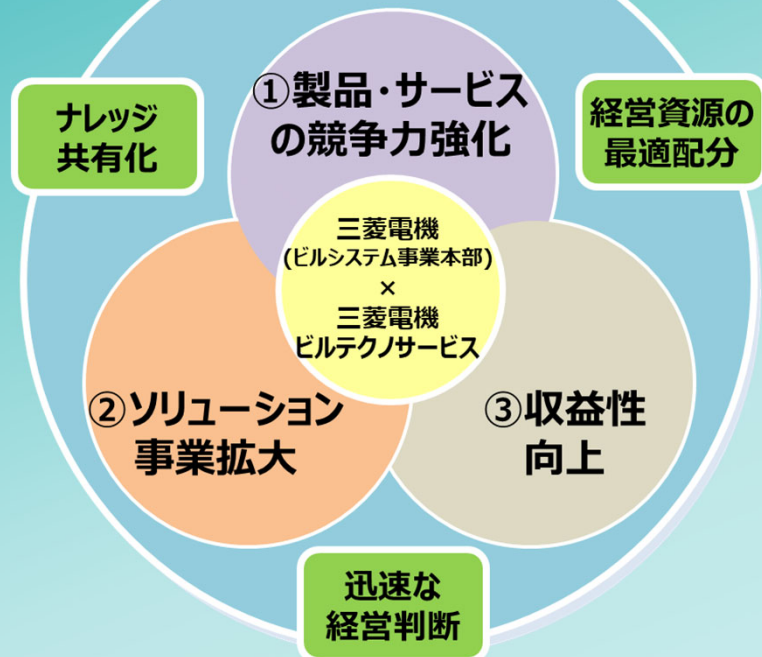 ①製品・サービス
の競争力強化
ナレッジ
共有化
経営資源の
最適配分
三菱電機
(ビルシステム事業本部)
×
三菱電機
ビルテクノサービス
②ソリューション
事業拡大
③収益性
向上
迅速な
経営判断